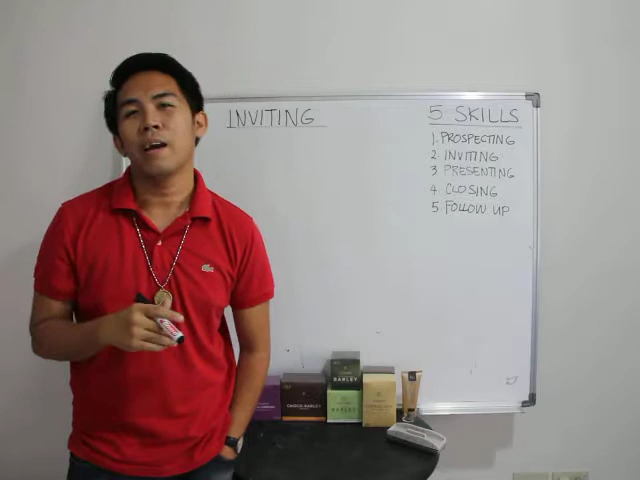 INVITING
5 SKILLS
1. PROSPECTING
2 INVITING
3 PRESENTING
4 CLOSING
5 FOLLOW UP
CHOCO BARLEY
BARLEY
BARLEY